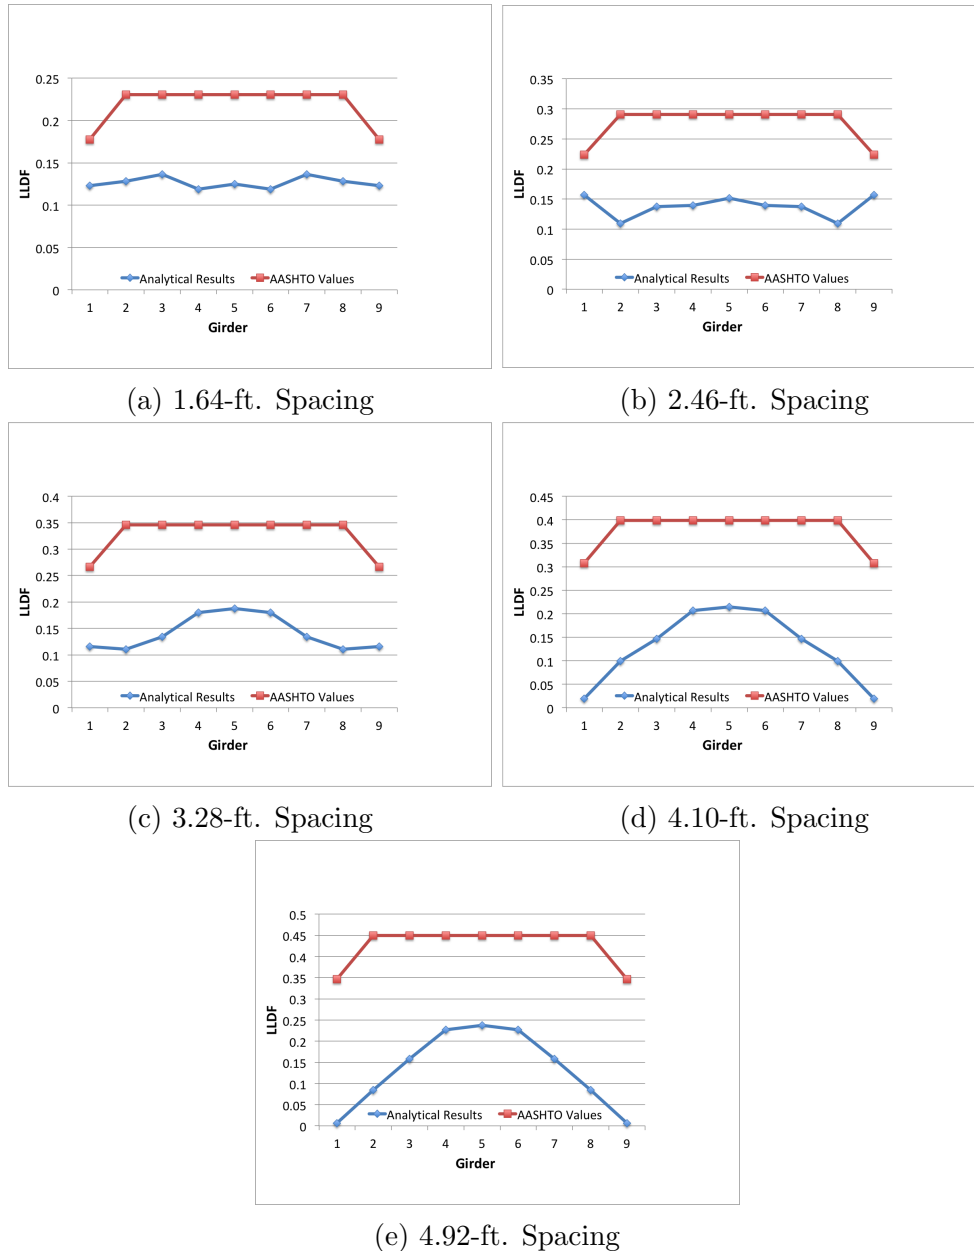 0.25
0.2
0.15
0.1
0.05
0
LLDF
Analytical Results AASHTO Values
1 2 3 4 5 6 7 8 9
Girder
(a) 1.64-ft. Spacing
0.35
0.3
0.25
0.2
0.15
0.1
0.05
0
LLDF
Analytical Results AASHTO Values
1 2 3 4 5 6 7 8 9
Girder
(b) 2.46-ft. Spacing
0.4
0.35
0.3
0.25
0.2
0.15
0.1
0.05
0
LLDF
Analytical Results AASHTO Values
1 2 3 4 5 6 7 8 9
Girder
(c) 3.28-ft. Spacing
0.45
0.4
0.35
0.3
0.25
0.2
0.15
0.1
0.05
0
LLDF
Analytical Results AASHTO Values
1 2 3 4 5 6 7 8 9
Girder
(d) 4.10-ft. Spacing
0.5
0.45
0.4
0.35
0.3
0.25
0.2
0.15
0.1
0.05
0
LLDF
Analytical Results AASHTO Values
1 2 3 4 5 6 7 8 9
Girder
(e) 4.92-ft. Spacing